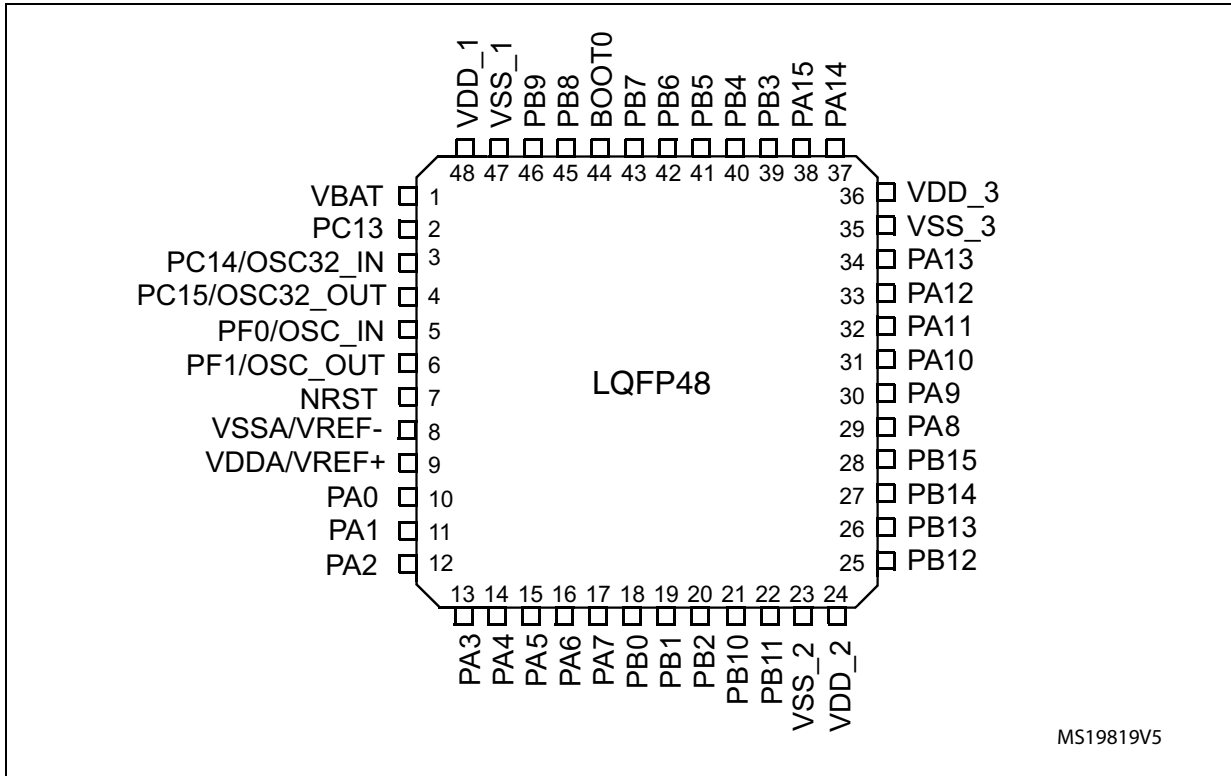 VDD_1
VSS_1
PB9
PB8
BOOT0
PB7
PB6
PB5
PB4
PB3
PA15
PA14
48 47 46 45 44 43 42 41 40 39 38 37
VBAT 1
PC13 2
PC14/OSC32_IN 3
PC15/OSC32_OUT 4
PF0/OSC_IN 5
PF1/OSC_OUT 6
NRST 7
VSSA/VREF- 8
VDDA/VREF+ 9
PA0 10
PA1 11
PA2 12
LQFP48
36 VDD_3
35 VSS_3
34 PA13
33 PA12
32 PA11
31 PA10
30 PA9
29 PA8
28 PB15
27 PB14
26 PB13
25 PB12
13 14 15 16 17 18 19 20 21 22 23 24
PA3
PA4
PA5
PA6
PA7
PB0
PB1
PB2
PB10
PB11
VSS_2
VDD_2
MS19819V5